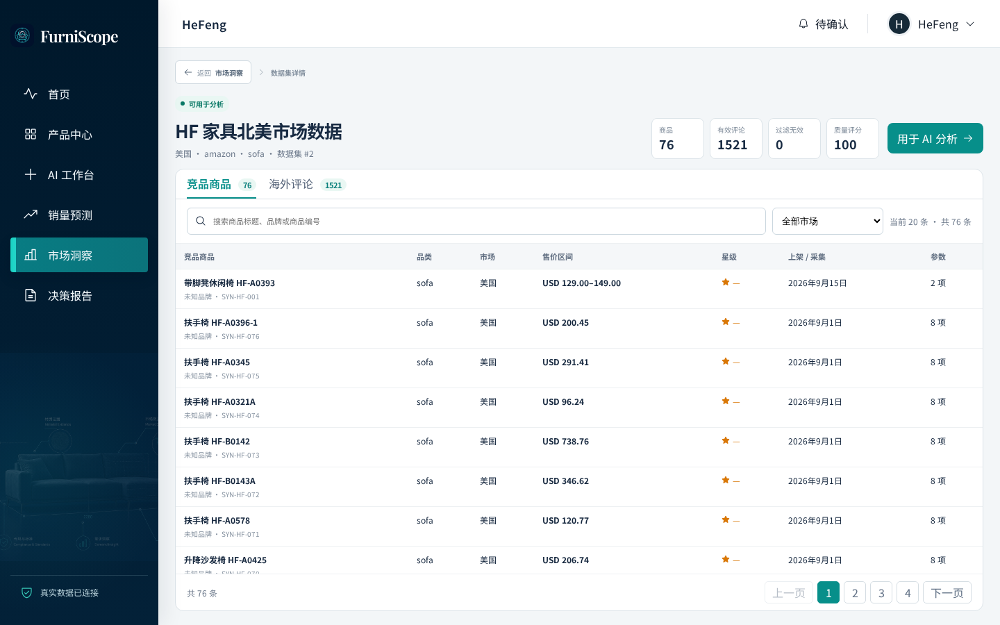 FurniScope
首页
产品中心
AI 工作台
销量预测
市场洞察
决策报告
真实数据已连接
HeFeng
待确认
H HeFeng
返回 市场洞察 > 数据集详情
可用于分析
HF 家具北美市场数据
美国 • amazon • sofa • 数据集 #2
商品 76
有效评论 1521
过滤无效 0
质量评分 100
用于 AI 分析
竞品商品 76 海外评论 1521
搜索商品标题、品牌或商品编号
全部市场
当前 20 条 • 共 76 条
竞品商品 品类 市场 售价区间 星级 上架 / 采集 参数
带脚凳休闲椅 HF-A0393 sofa 美国 USD 129.00–149.00 ★ — 2026年9月15日 2 项
未知品牌 • SYN-HF-001
扶手椅 HF-A0396-1 sofa 美国 USD 200.45 ★ — 2026年9月1日 8 项
未知品牌 • SYN-HF-076
扶手椅 HF-A0345 sofa 美国 USD 291.41 ★ — 2026年9月1日 8 项
未知品牌 • SYN-HF-075
扶手椅 HF-A0321A sofa 美国 USD 96.24 ★ — 2026年9月1日 8 项
未知品牌 • SYN-HF-074
扶手椅 HF-B0142 sofa 美国 USD 738.76 ★ — 2026年9月1日 8 项
未知品牌 • SYN-HF-073
扶手椅 HF-B0143A sofa 美国 USD 346.62 ★ — 2026年9月1日 8 项
未知品牌 • SYN-HF-072
扶手椅 HF-A0578 sofa 美国 USD 120.77 ★ — 2026年9月1日 8 项
未知品牌 • SYN-HF-071
升降沙发椅 HF-A0425 sofa 美国 USD 206.74 ★ — 2026年9月1日 8 项
共 76 条
上一页 1 2 3 4 下一页